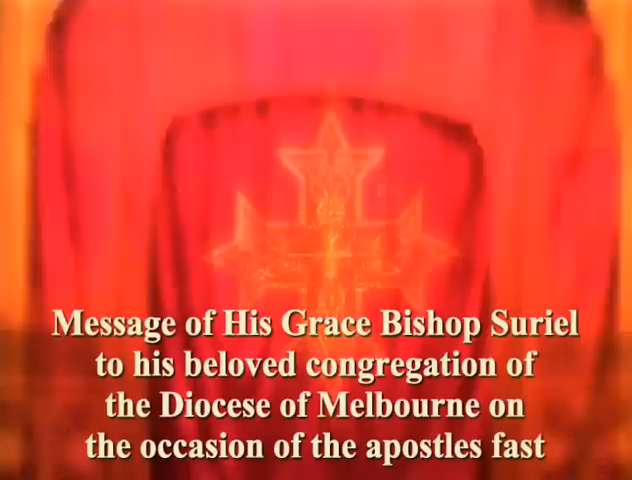 Message of His Grace Bishop Suriel
to his beloved congregation of
the Diocese of Melbourne on
the occasion of the apostles fast